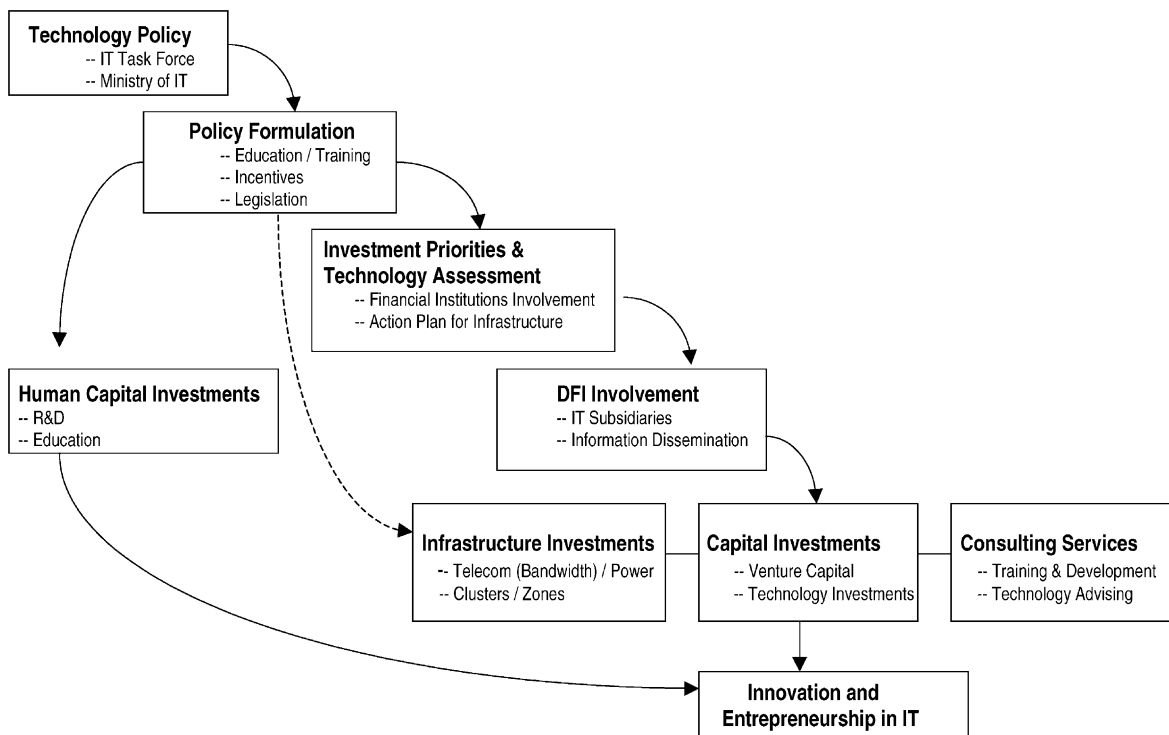 Technology Policy
-- IT Task Force
-- Ministry of IT
Policy Formulation
-- Education / Training
-- Incentives
-- Legislation
Investment Priorities &
Technology Assessment
-- Financial Institutions Involvement
-- Action Plan for Infrastructure
Human Capital Investments
-- R&D
-- Education
DFI Involvement
-- IT Subsidiaries
-- Information Dissemination
Infrastructure Investments
-- Telecom (Bandwidth) / Power
-- Clusters / Zones
Capital Investments
-- Venture Capital
-- Technology Investments
Consulting Services
-- Training & Development
-- Technology Advising
Innovation and
Entrepreneurship in IT